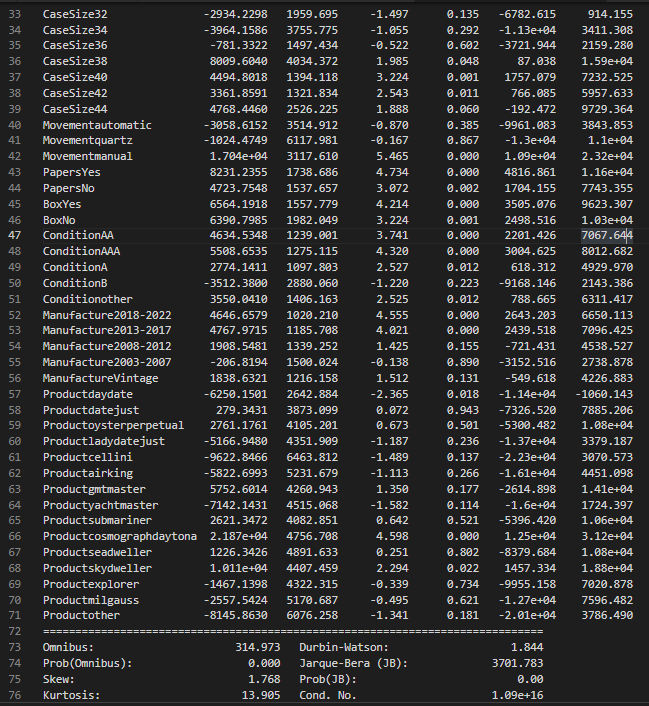 33 CaseSize32 -2934.2298 1959.695 -1.497 0.135 -6782.615 914.155
34 CaseSize34 -3964.1586 3755.775 -1.055 0.292 -1.13e+04 3411.308
35 CaseSize36 -781.3322 1497.434 -0.522 0.602 -3721.944 2159.280
36 CaseSize38 8009.6040 4034.372 1.985 0.048 87.038 1.59e+04
37 CaseSize40 4494.8018 1394.118 3.224 0.001 1757.079 7232.525
38 CaseSize42 3361.8591 1321.834 2.543 0.011 766.085 5957.633
39 CaseSize44 4768.4460 2526.225 1.888 0.060 -192.472 9729.364
40 Movementautomatic -3058.6152 3514.912 -0.870 0.385 -9961.083 3843.853
41 Movementquartz -1024.4749 6117.981 -0.167 0.867 -1.3e+04 1.1e+04
42 Movementmanual 1.704e+04 3117.610 5.465 0.000 1.09e+04 2.32e+04
43 PapersYes 8231.2355 1738.686 4.734 0.000 4816.861 1.16e+04
44 PapersNo 4723.7548 1537.657 3.072 0.002 1704.155 7743.355
45 BoxYes 6564.1918 1557.779 4.214 0.000 3505.076 9623.307
46 BoxNo 6390.7985 1982.049 3.224 0.001 2498.516 1.03e+04
47 ConditionAA 4634.5348 1239.001 3.741 0.000 2201.426 7067.644
48 ConditionAAA 5508.6535 1275.115 4.320 0.000 3004.625 8012.682
49 ConditionA 2774.1411 1097.803 2.527 0.012 618.312 4929.970
50 ConditionB -3512.3800 2880.060 -1.220 0.223 -9168.146 2143.386
51 Conditionother 3550.0410 1406.163 2.525 0.012 788.665 6311.417
52 Manufacture2018-2022 4646.6579 1020.210 4.555 0.000 2643.203 6650.113
53 Manufacture2013-2017 4767.9715 1185.708 4.021 0.000 2439.518 7096.425
54 Manufacture2008-2012 1908.5481 1339.252 1.425 0.155 -721.431 4538.527
55 Manufacture2003-2007 -206.8194 1500.024 -0.138 0.890 -3152.516 2738.878
56 ManufactureVintage 1838.6321 1216.158 1.512 0.131 -549.618 4226.883
57 Productdaydate -6250.1501 2642.884 -2.365 0.018 -1.14e+04 -1060.143
58 Productdatejust 279.3431 3873.099 0.072 0.943 -7326.520 7885.206
59 Productoysterperpetual 2761.1761 4105.201 0.673 0.501 -5300.482 1.08e+04
60 Productladydatejust -5166.9480 4351.909 -1.187 0.236 -1.37e+04 3379.187
61 Productcellini -9622.8466 6463.812 -1.489 0.137 -2.23e+04 3070.573
62 Productairking -5822.6993 5231.679 -1.113 0.266 -1.61e+04 4451.098
63 Productgmtmaster 5752.6014 4260.943 1.350 0.177 -2614.898 1.41e+04
64 Productyachtmaster -7142.1431 4515.068 -1.582 0.114 -1.6e+04 1724.397
65 Productsubmariner 2621.3472 4082.851 0.642 0.521 -5396.420 1.06e+04
66 Productcosmographdaytona 2.187e+04 4756.708 4.598 0.000 1.25e+04 3.12e+04
67 Productseadweller 1226.3426 4891.633 0.251 0.802 -8379.684 1.08e+04
68 Productskydweller 1.011e+04 4407.459 2.294 0.022 1457.334 1.88e+04
69 Productexplorer -1467.1398 4322.315 -0.339 0.734 -9955.158 7020.878
70 Productmilgauss -2557.5424 5170.687 -0.495 0.621 -1.27e+04 7596.482
71 Productother -8145.8630 6076.258 -1.341 0.181 -2.01e+04 3786.490
72 ==============================================================================
73 Omnibus: 314.973 Durbin-Watson: 1.844
74 Prob(Omnibus): 0.000 Jarque-Bera (JB): 3701.783
75 Skew: 1.768 Prob(JB): 0.00
76 Kurtosis: 13.905 Cond. No. 1.09e+16